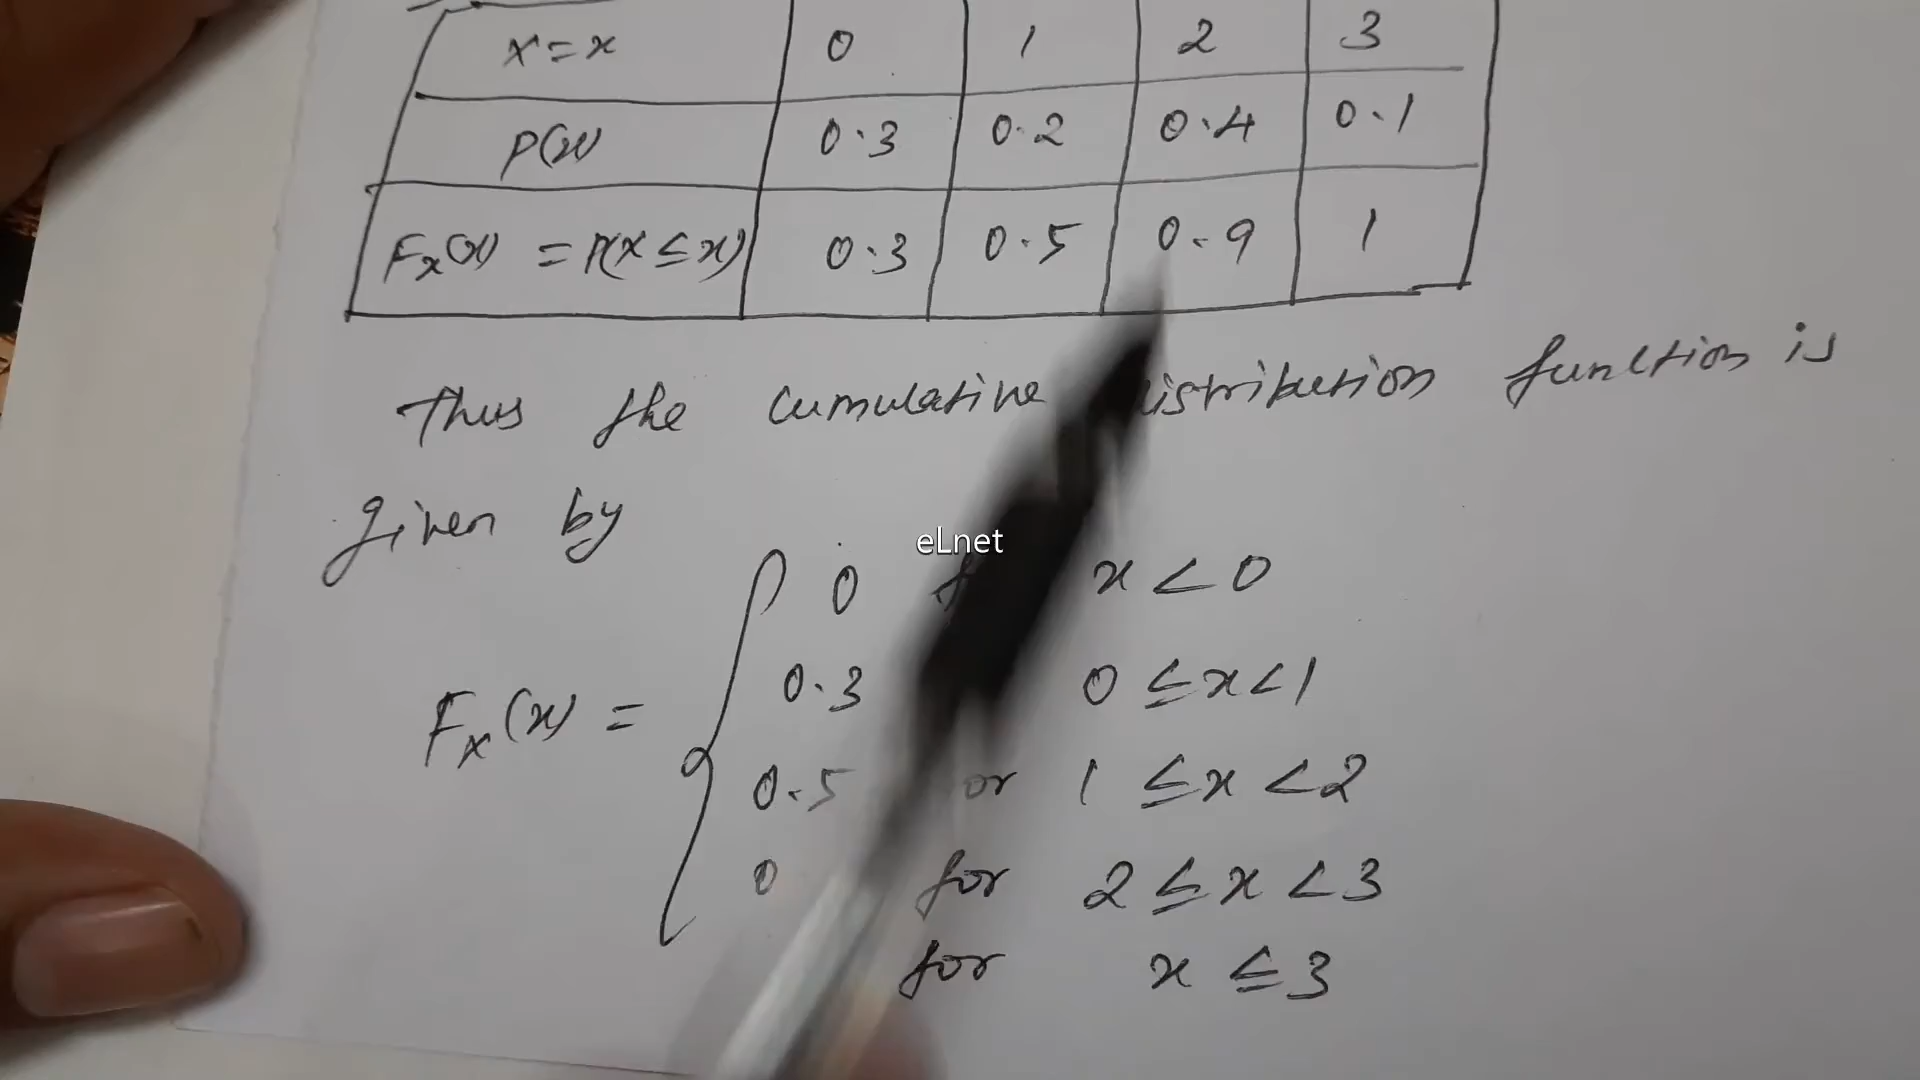 X=x 0 1 2 3
P(x) 0.3 0.2 0.4 0.1
Fx(x) = P(X ≤ x) 0.3 0.5 0.9 1
Thus the cumulative distribution function is
given by
eLnet
0 x < 0
0.3 0 ≤ x < 1
Fx(x) =
0.5 for 1 ≤ x < 2
0 for 2 ≤ x < 3
for x ≤ 3